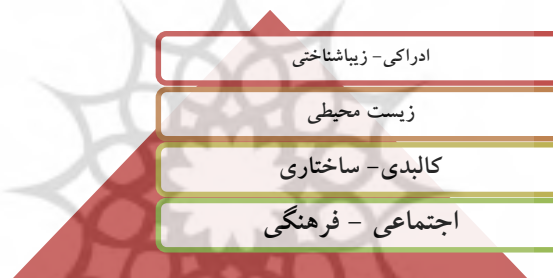 ادراکی- زیباشناختی
زیست محیطی
کالبدی- ساختاری
اجتماعی - فرهنگی